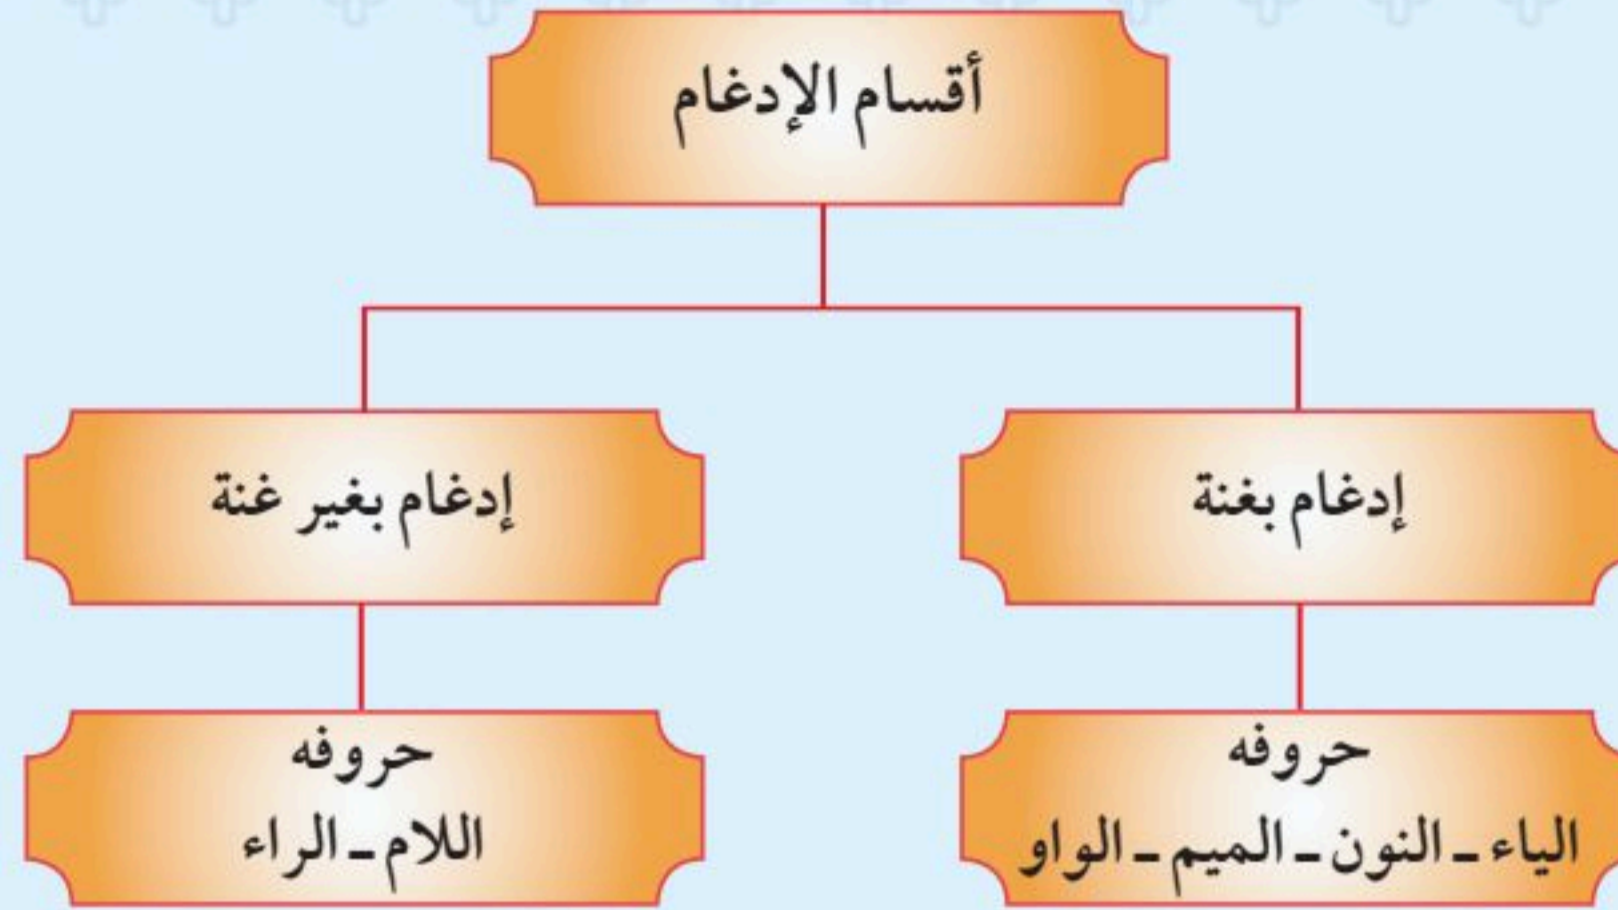 أقسام الإدغام
إدغام بغنة
إدغام بغير غنة
حروفه
الياء ـ النون ـ الميم ـ الواو
حروفه
اللام ـ الراء